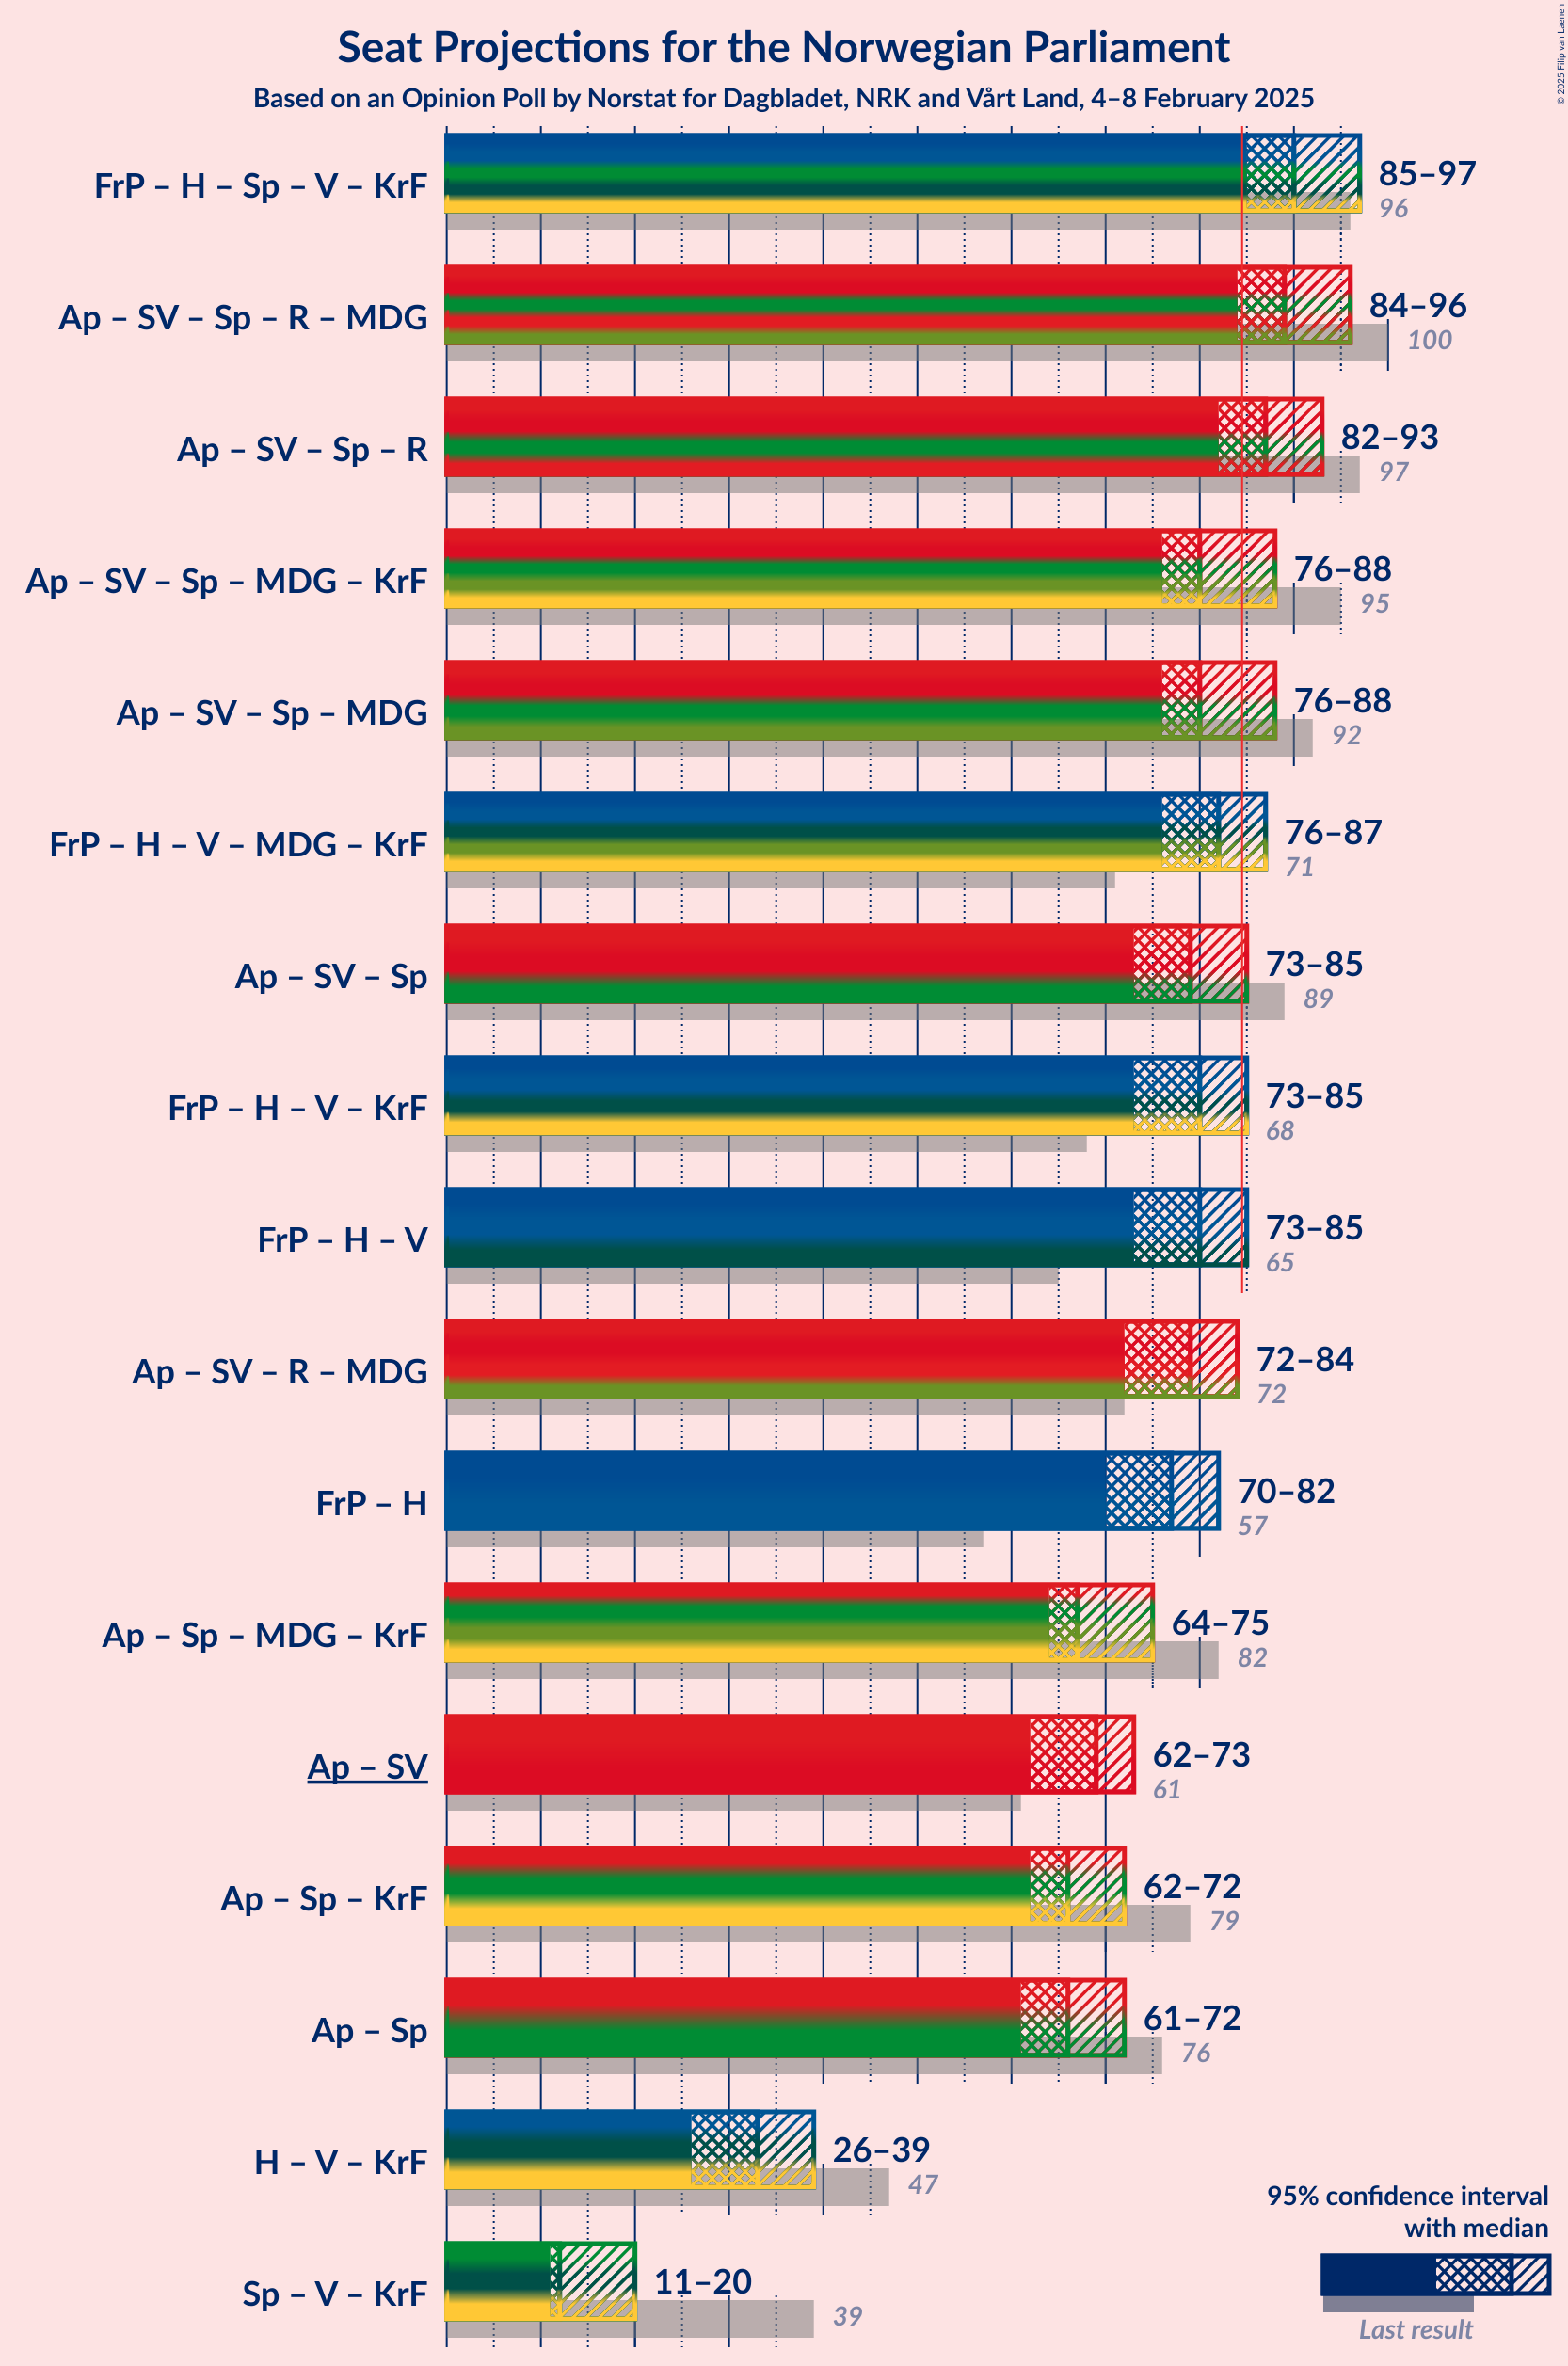 Seat Projections for the Norwegian Parliament
Based on an Opinion Poll by Norstat for Dagbladet, NRK and Vårt Land, 4–8 February 2025
© 2025 Filip van Laenen
FrP – H – Sp – V – KrF
85–97
96
Ap – SV – Sp – R – MDG
84–96
100
Ap – SV – Sp – R
82–93
97
Ap – SV – Sp – MDG – KrF
76–88
95
Ap – SV – Sp – MDG
76–88
92
FrP – H – V – MDG – KrF
76–87
71
Ap – SV – Sp
73–85
89
FrP – H – V – KrF
73–85
68
FrP – H – V
73–85
65
Ap – SV – R – MDG
72–84
72
FrP – H
70–82
57
Ap – Sp – MDG – KrF
64–75
82
Ap – SV
62–73
61
Ap – Sp – KrF
62–72
79
Ap – Sp
61–72
76
H – V – KrF
26–39
47
Sp – V – KrF
11–20
39
95% confidence interval
with median
Last result